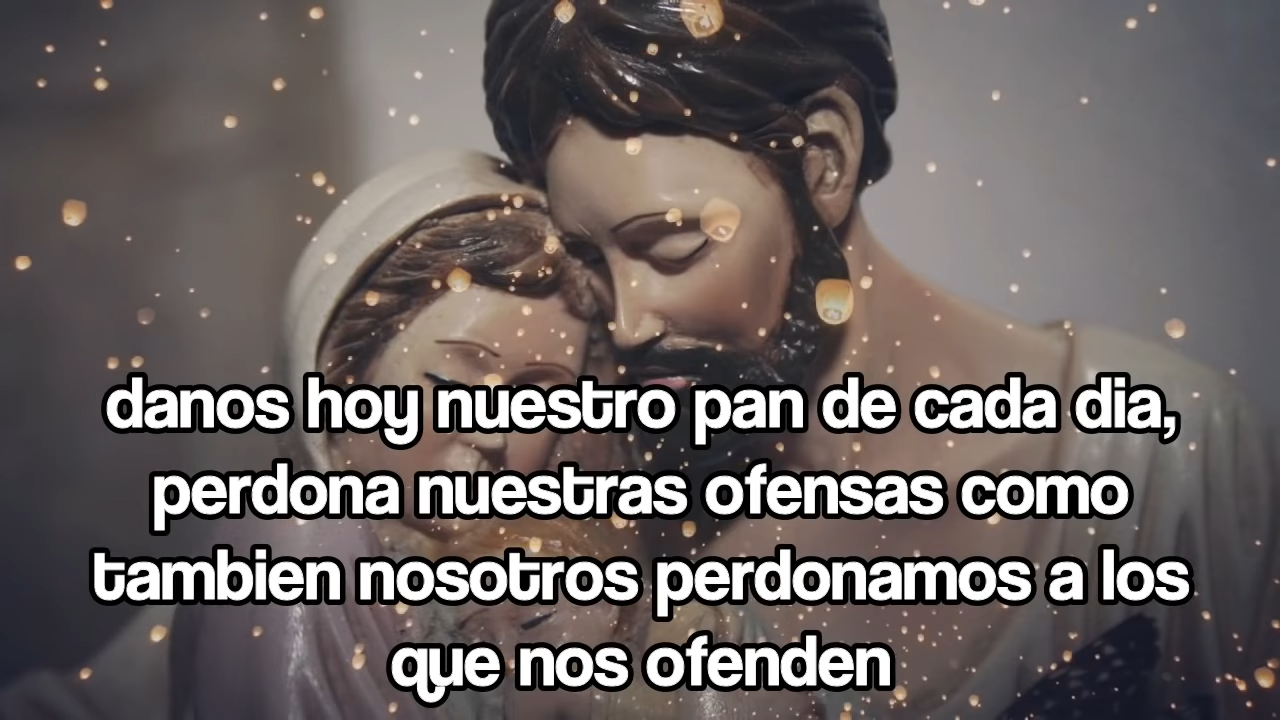 danos hoy nuestro pan de cada dia,
perdona nuestras ofensas como
tambien nosotros perdonamos a los
que nos ofenden